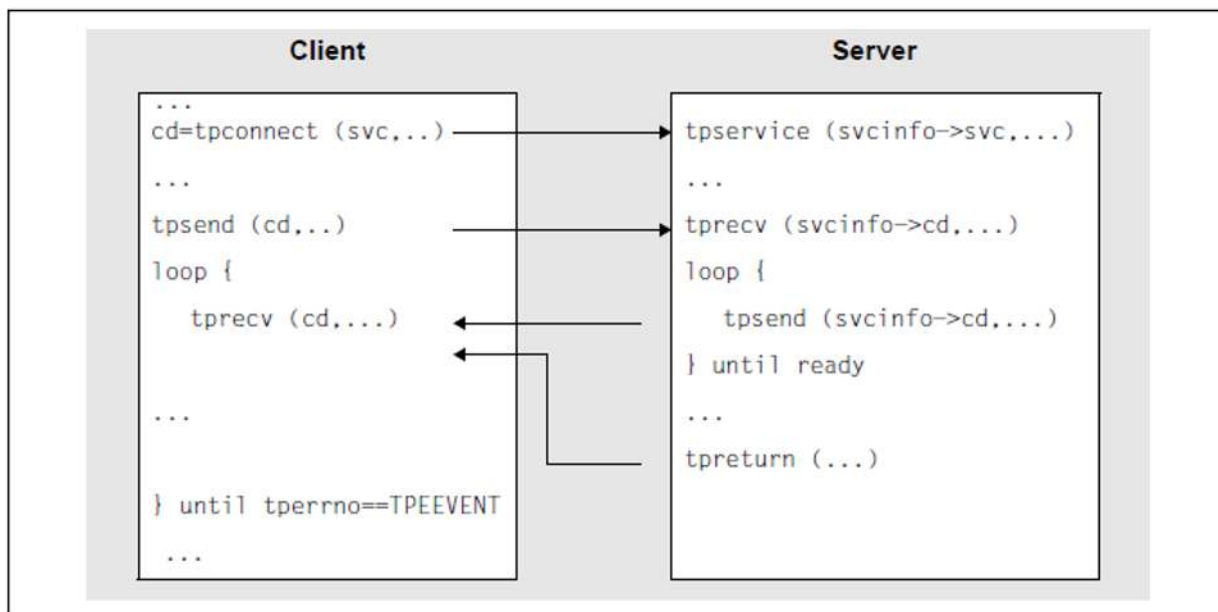 Client
...
cd=tpconnect (svc,..)
...
tpsend (cd,..)
loop {
tprecv (cd,...)
...
} until tperrno==TPEEVENT
...
Server
tpservice (svcinfo->svc,...)
...
tprecv (svcinfo->cd,...)
loop {
tpsend (svcinfo->cd,...)
} until ready
...
tpreturn (...)